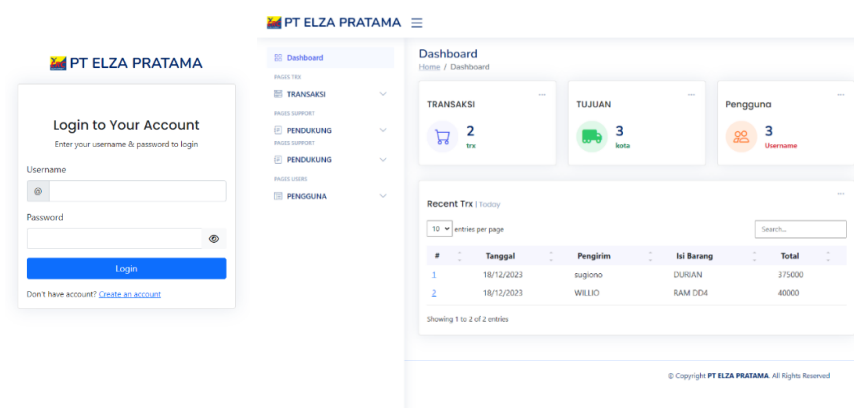 PT ELZA PRATAMA
Login to Your Account
Enter your username & password to login
Username
@
Password
Login
Don't have account? Create an account
PT ELZA PRATAMA
Dashboard
PAGES TRX
TRANSAKSI
PAGES SUPPORT
PENDUKUNG
PAGES SUPPORT
PENDUKUNG
PAGES USERS
PENGGUNA
Dashboard
Home / Dashboard
TRANSAKSI
2
trx
TUJUAN
3
kota
Pengguna
3
Username
Recent Trx | Today
10 entries per page
Search...
# Tanggal Pengirim Isi Barang Total
1 18/12/2023 sugiono DURIAN 375000
2 18/12/2023 WILLIO RAM DD4 40000
Showing 1 to 2 of 2 entries
© Copyright PT ELZA PRATAMA. All Rights Reserved